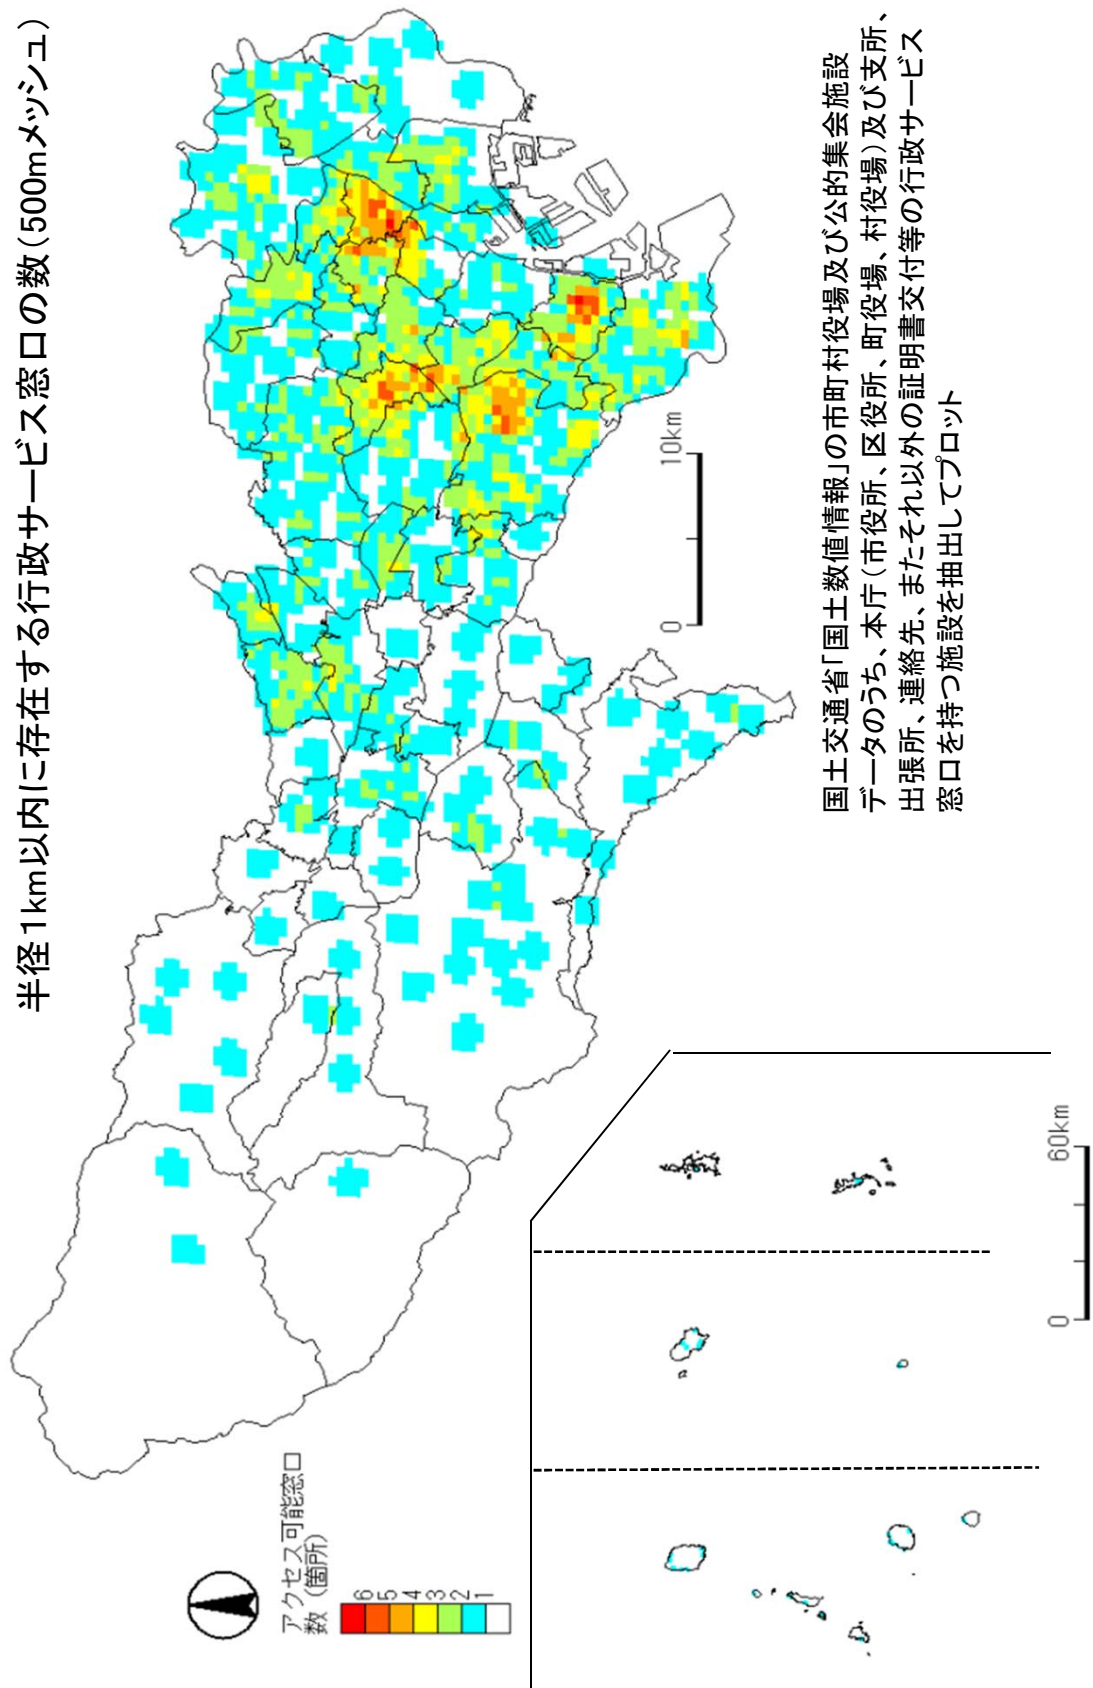 半径1km以内に存在する行政サービス窓口の数(500mメッシュ)
アクセス可能窓口
数 (箇所)
6
5
4
3
2
1
0
10km
0
60km
国土交通省「国土数値情報」の市町村役場及び公的集会施設
データのうち、本庁(市役所、区役所、町役場、村役場)及び支所、
出張所、連絡先、またそれ以外の証明書交付等の行政サービス
窓口を持つ施設を抽出してプロット